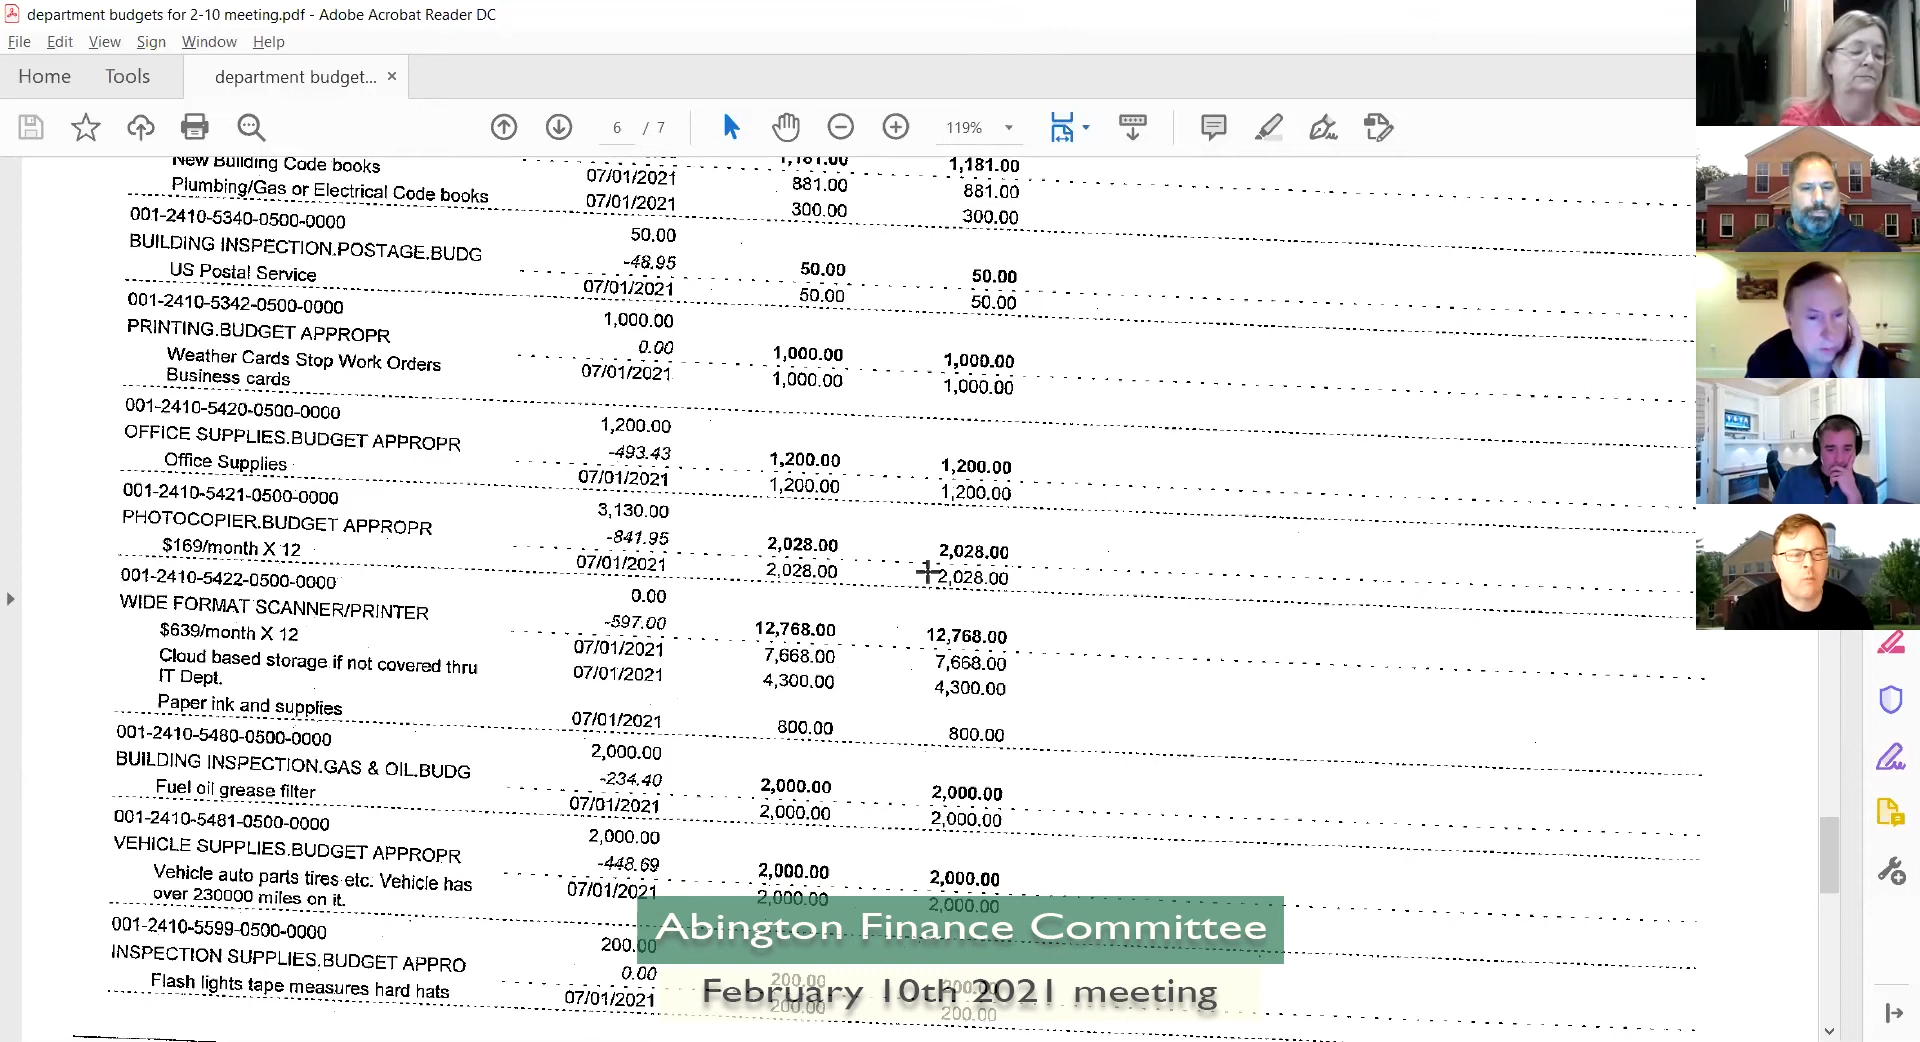 department budgets for 2-10 meeting.pdf - Adobe Acrobat Reader DC
File Edit View Sign Window Help
Home Tools department budget... ×
6 / 7 119%
New Building Code books 07/01/2021 1,181.00 1,181.00
Plumbing/Gas or Electrical Code books 07/01/2021 881.00 881.00
300.00 300.00
001-2410-5340-0500-0000 50.00
BUILDING INSPECTION.POSTAGE.BUDG -48.95 50.00 50.00
US Postal Service 07/01/2021 50.00 50.00
001-2410-5342-0500-0000 1,000.00
PRINTING.BUDGET APPROPR 0.00 1,000.00 1,000.00
Weather Cards Stop Work Orders 07/01/2021 1,000.00 1,000.00
Business cards
001-2410-5420-0500-0000 1,200.00
OFFICE SUPPLIES.BUDGET APPROPR -493.43 1,200.00 1,200.00
Office Supplies 07/01/2021 1,200.00 1,200.00
001-2410-5421-0500-0000 3,130.00
PHOTOCOPIER.BUDGET APPROPR -841.95 2,028.00 2,028.00
$169/month X 12 07/01/2021 2,028.00 2,028.00
001-2410-5422-0500-0000 0.00
WIDE FORMAT SCANNER/PRINTER -597.00 12,768.00 12,768.00
$639/month X 12 07/01/2021 7,668.00 7,668.00
Cloud based storage if not covered thru 07/01/2021 4,300.00 4,300.00
IT Dept.
Paper ink and supplies 07/01/2021 800.00 800.00
001-2410-5480-0500-0000 2,000.00
BUILDING INSPECTION.GAS & OIL.BUDG -234.40 2,000.00 2,000.00
Fuel oil grease filter 07/01/2021 2,000.00 2,000.00
001-2410-5481-0500-0000 2,000.00
VEHICLE SUPPLIES.BUDGET APPROPR -448.69 2,000.00 2,000.00
Vehicle auto parts tires etc. Vehicle has 07/01/2021 2,000.00 2,000.00
over 230000 miles on it.
001-2410-5599-0500-0000 200.00
INSPECTION SUPPLIES.BUDGET APPRO 0.00 200.00 200.00
Flash lights tape measures hard hats 07/01/2021 200.00 200.00
Abington Finance Committee
February 10th 2021 meeting